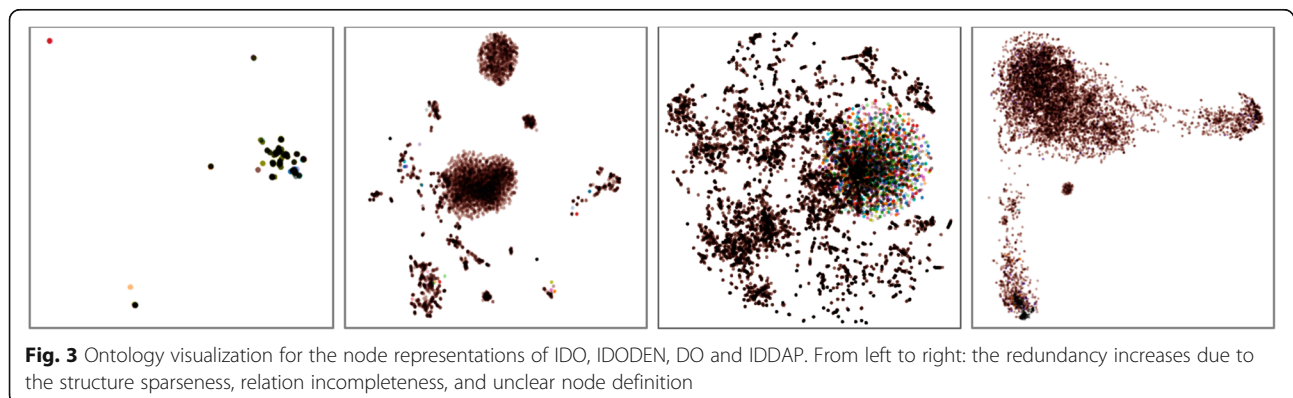 Fig. 3 Ontology visualization for the node representations of IDO, IDODEN, DO and IDDAP. From left to right: the redundancy increases due to
the structure sparseness, relation incompleteness, and unclear node definition